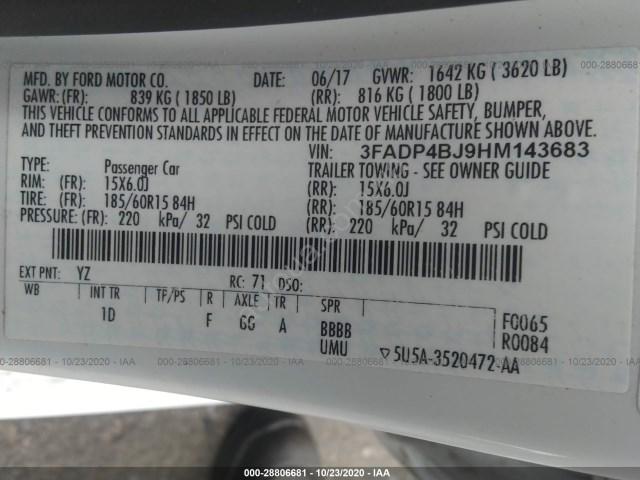 MFD. BY FORD MOTOR CO. DATE: 06/17 GVWR: 1642 KG ( 3620 LB)
GAWR: (FR): 839 KG ( 1850 LB) (RR): 816 KG ( 1800 LB)
THIS VEHICLE CONFORMS TO ALL APPLICABLE FEDERAL MOTOR VEHICLE SAFETY, BUMPER,
AND THEFT PREVENTION STANDARDS IN EFFECT ON THE DATE OF MANUFACTURE SHOWN ABOVE.
VIN: 3FADP4BJ9HM143683
TYPE: Passenger Car TRAILER TOWING - SEE OWNER GUIDE
RIM: (FR): 15X6.0J (RR): 15X6.0J
TIRE: (FR): 185/60R15 84H (RR): 185/60R15 84H
PRESSURE: (FR): 220 kPa/ 32 PSI COLD (RR): 220 kPa/ 32 PSI COLD
EXT PNT: YZ RC: 71 DSO:
WB INT TR TP/PS R AXLE TR SPR
1D F GG A BBBB F0065
UMU R0084
▽5U5A-3520472-AA
000-28806681 - 10/23/2020 - IAA